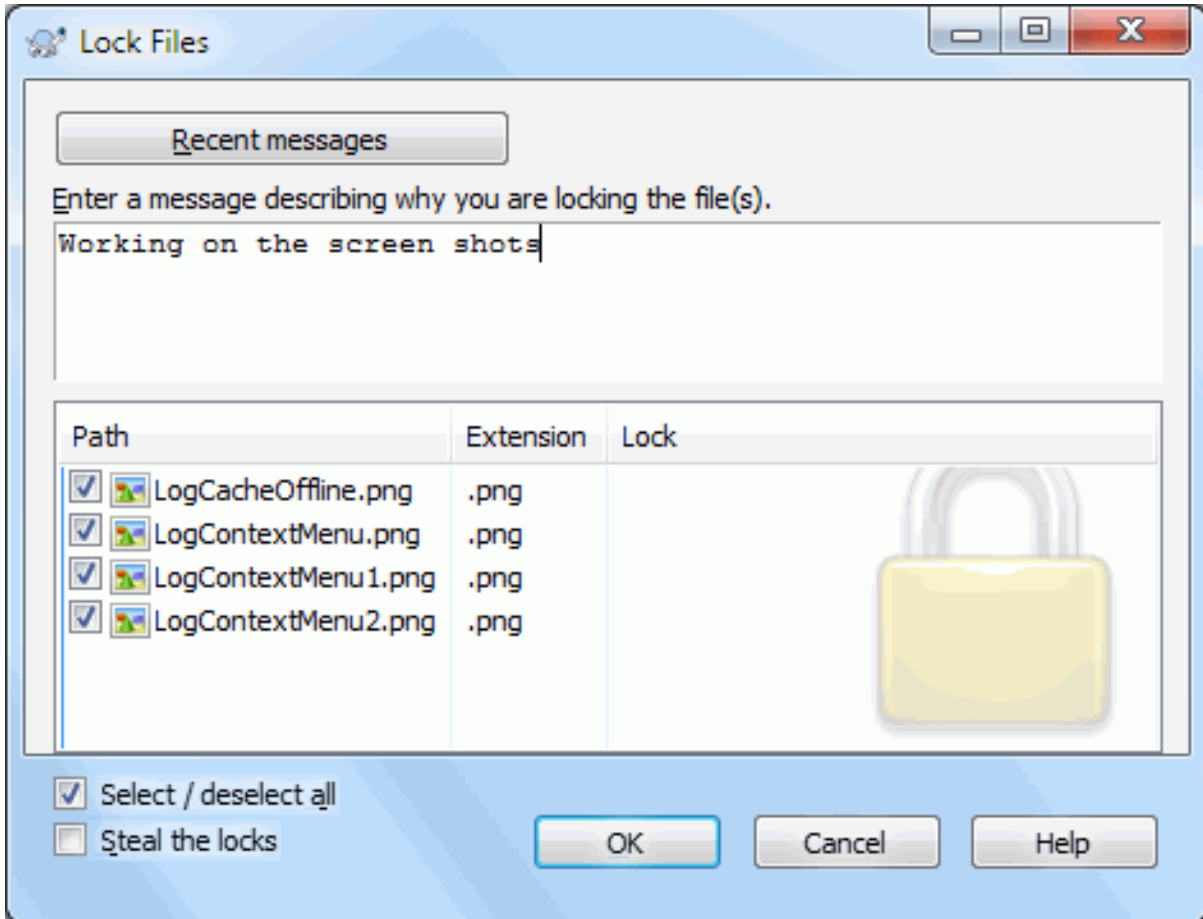 Lock Files
Recent messages
Enter a message describing why you are locking the file(s).
Working on the screen shots
Path Extension Lock
LogCacheOffline.png .png
LogContextMenu.png .png
LogContextMenu1.png .png
LogContextMenu2.png .png
Select / deselect all
Steal the locks
OK Cancel Help